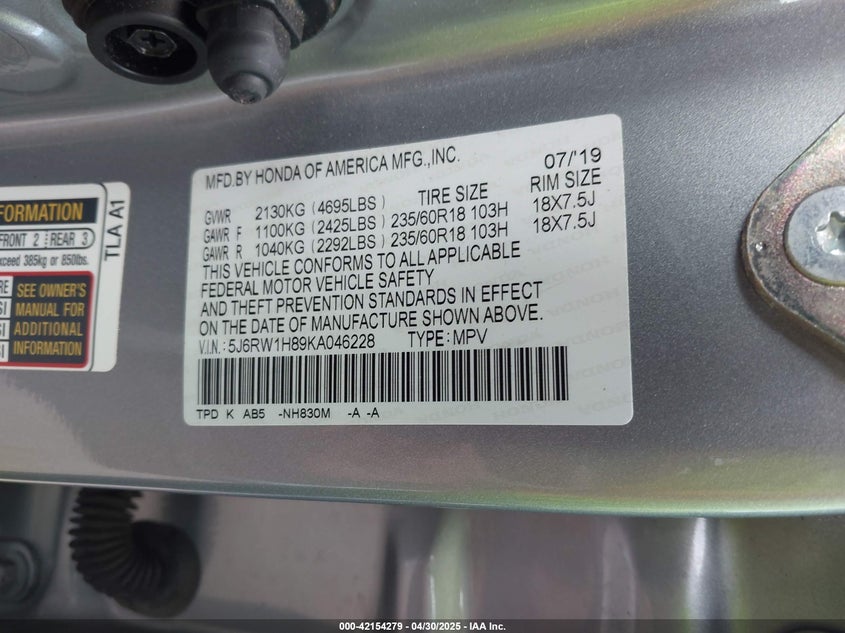 MFD.BY HONDA OF AMERICA MFG.,INC. 07/'19
TIRE SIZE RIM SIZE
GVWR 2130KG (4695LBS)
GAWR F 1100KG (2425LBS) 235/60R18 103H 18X7.5J
GAWR R 1040KG (2292LBS) 235/60R18 103H 18X7.5J
THIS VEHICLE CONFORMS TO ALL APPLICABLE
FEDERAL MOTOR VEHICLE SAFETY
AND THEFT PREVENTION STANDARDS IN EFFECT
ON THE DATE OF MANUFACTURE SHOWN ABOVE.
V.I.N.: 5J6RW1H89KA046228 TYPE:MPV
TPD K AB5 -NH830M -A -A
FRONT 2 REAR 3
385kg or 850lbs.
SEE OWNER'S
MANUAL FOR
ADDITIONAL
INFORMATION
TLA A1
000-42154279 - 04/30/2025 - IAA Inc.